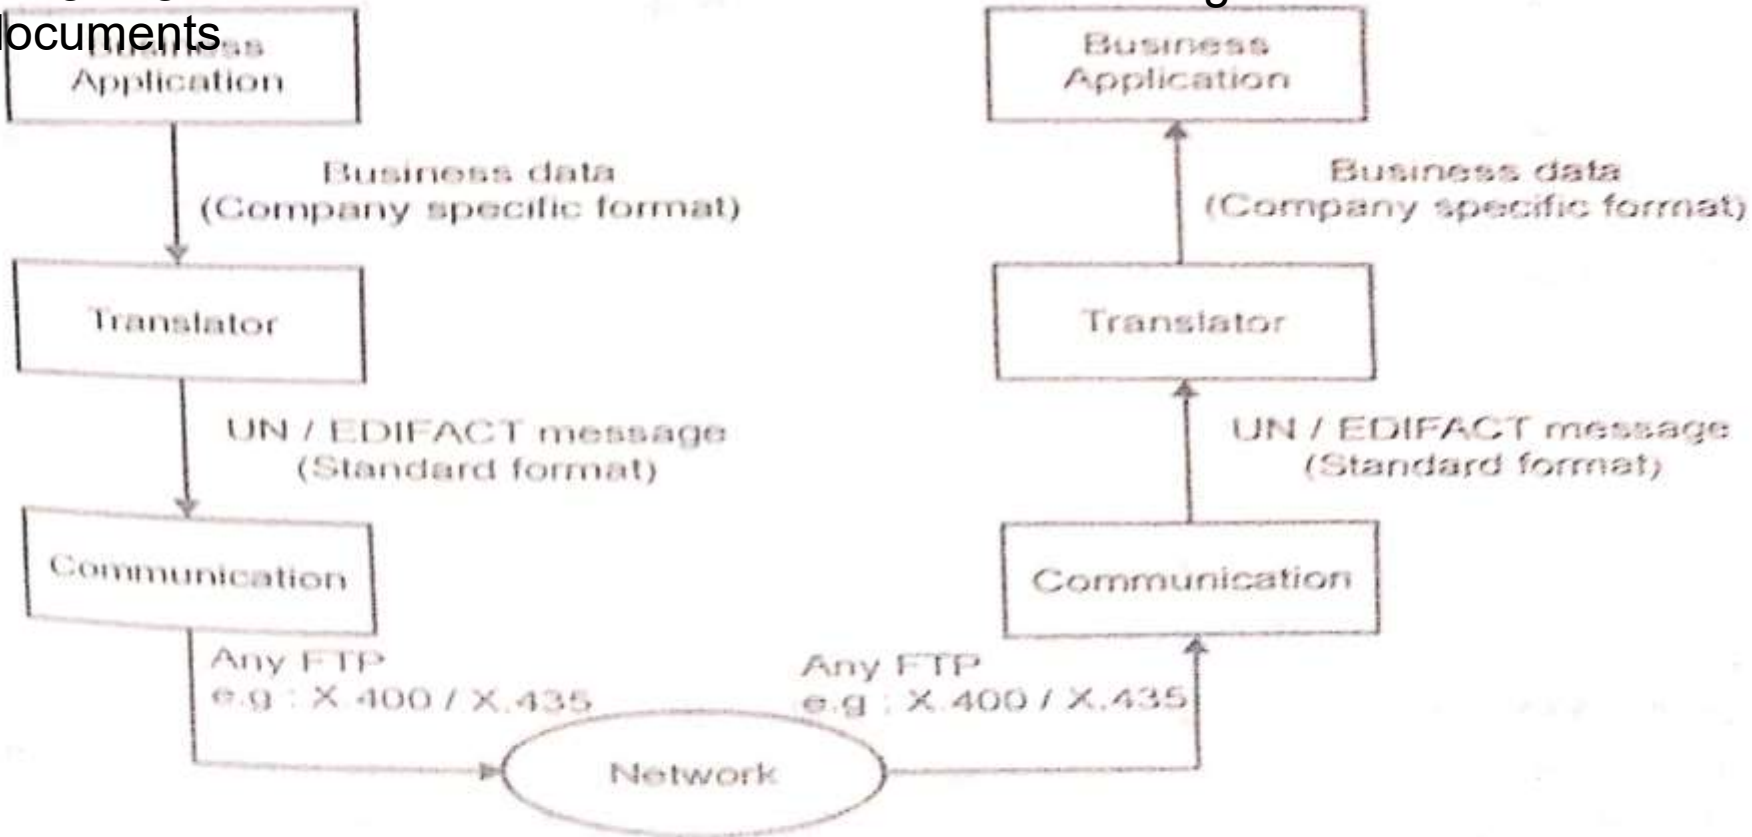 documents
Business
Application
Business data
(Company specific format)
Translator
UN / EDIFACT message
(Standard format)
Communication
Any FTP
e.g : X.400 / X.435
Network
Business
Application
Business data
(Company specific format)
Translator
UN / EDIFACT message
(Standard format)
Communication
Any FTP
e.g : X.400 / X.435